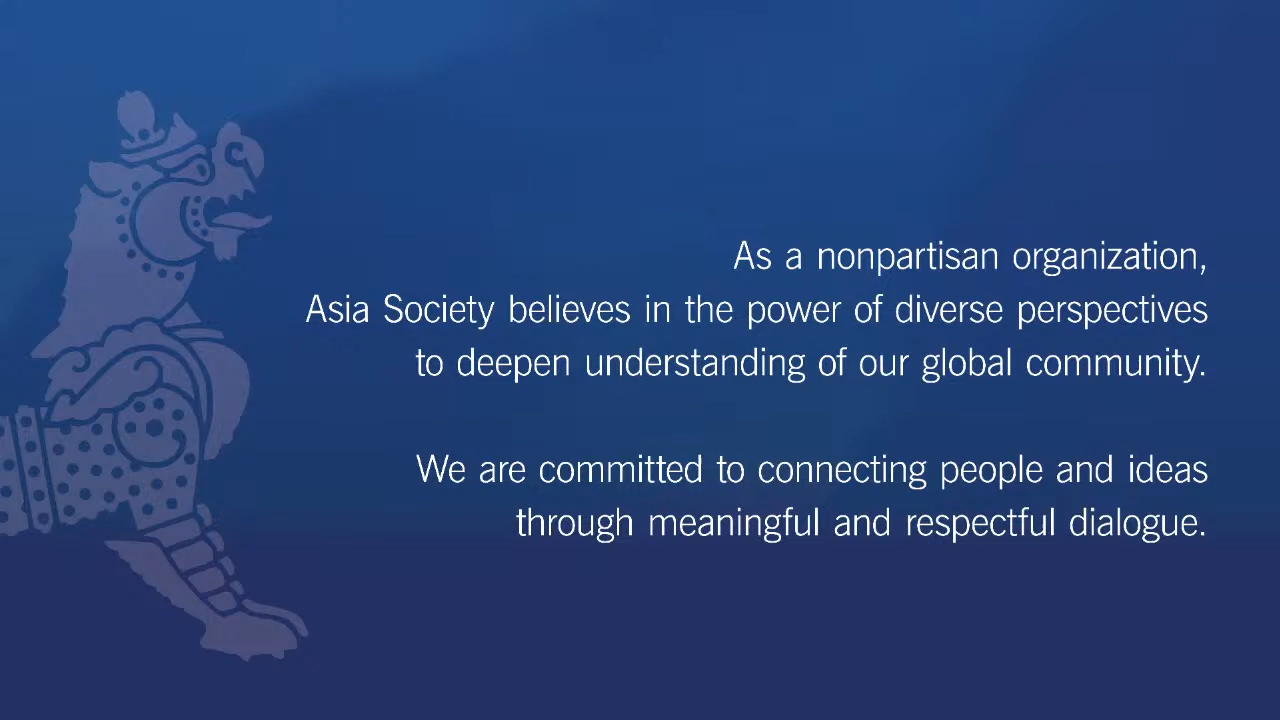 As a nonpartisan organization,
Asia Society believes in the power of diverse perspectives
to deepen understanding of our global community.
We are committed to connecting people and ideas
through meaningful and respectful dialogue.